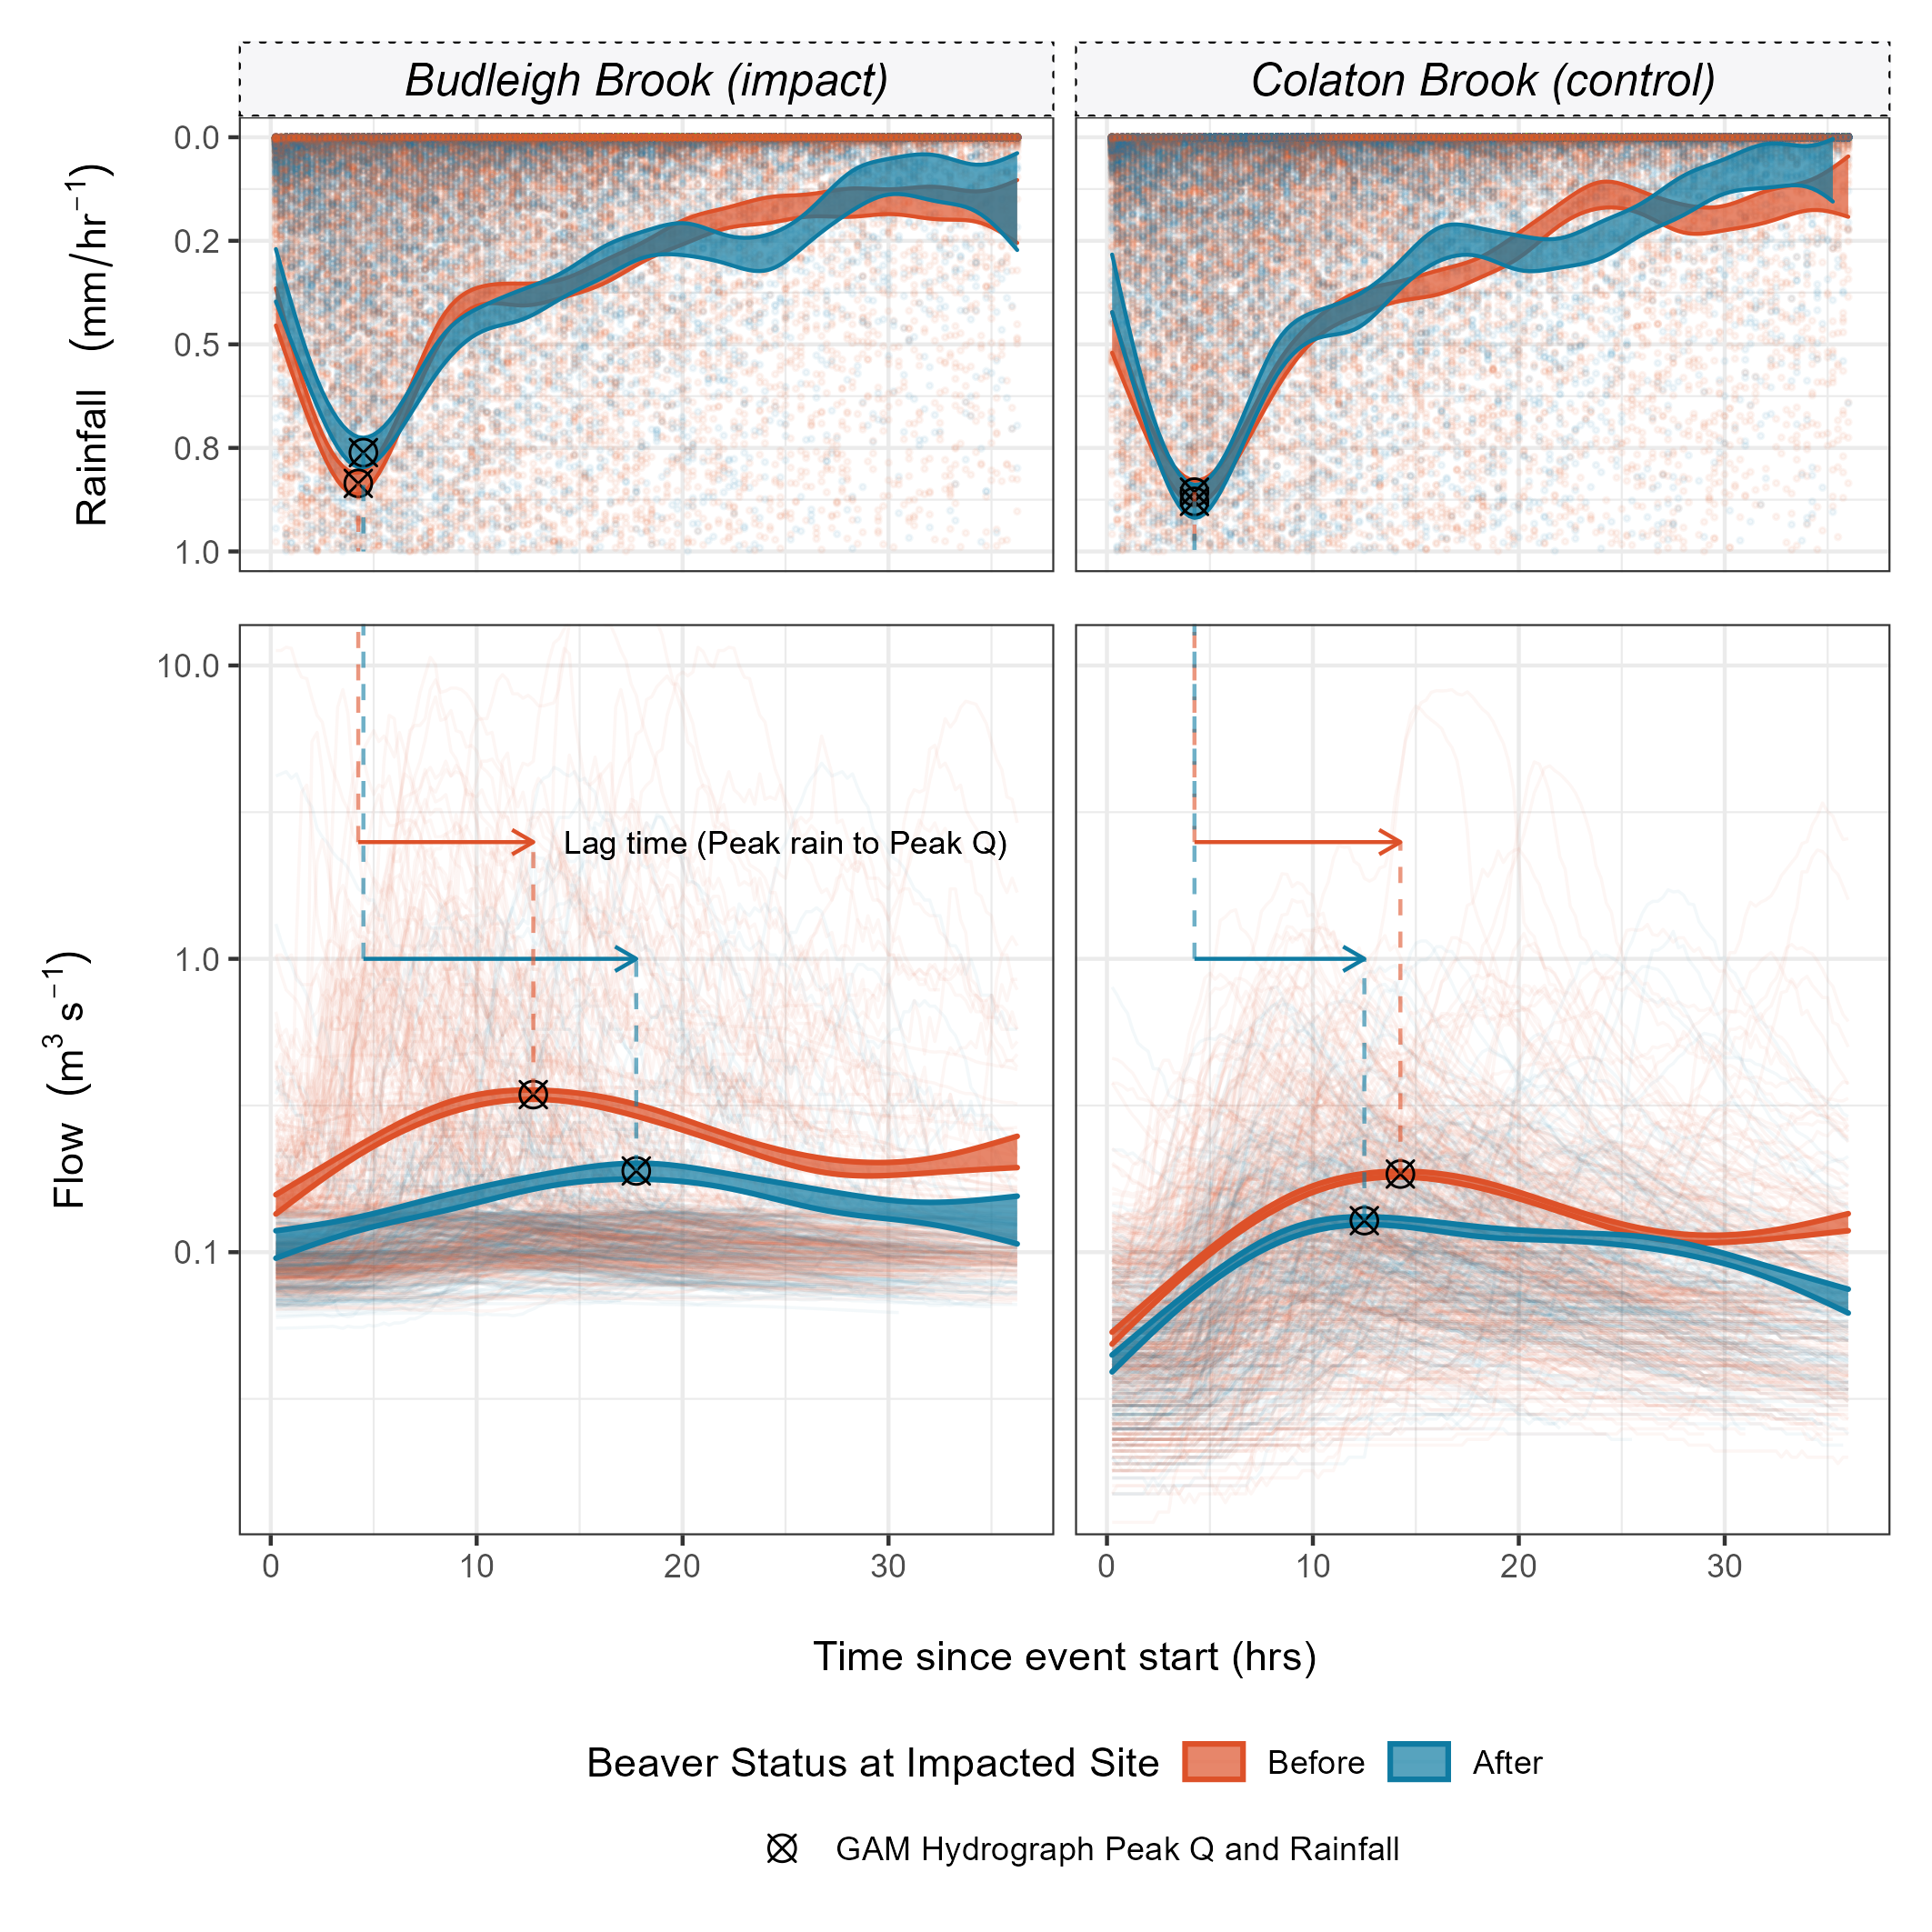 Budleigh Brook (impact)
Colaton Brook (control)
Rainfall (mm/hr⁻¹)
0.0
0.2
0.5
0.8
1.0
Flow (m³ s⁻¹)
10.0
1.0
0.1
Lag time (Peak rain to Peak Q)
0 10 20 30
0 10 20 30
Time since event start (hrs)
Beaver Status at Impacted Site Before After
GAM Hydrograph Peak Q and Rainfall